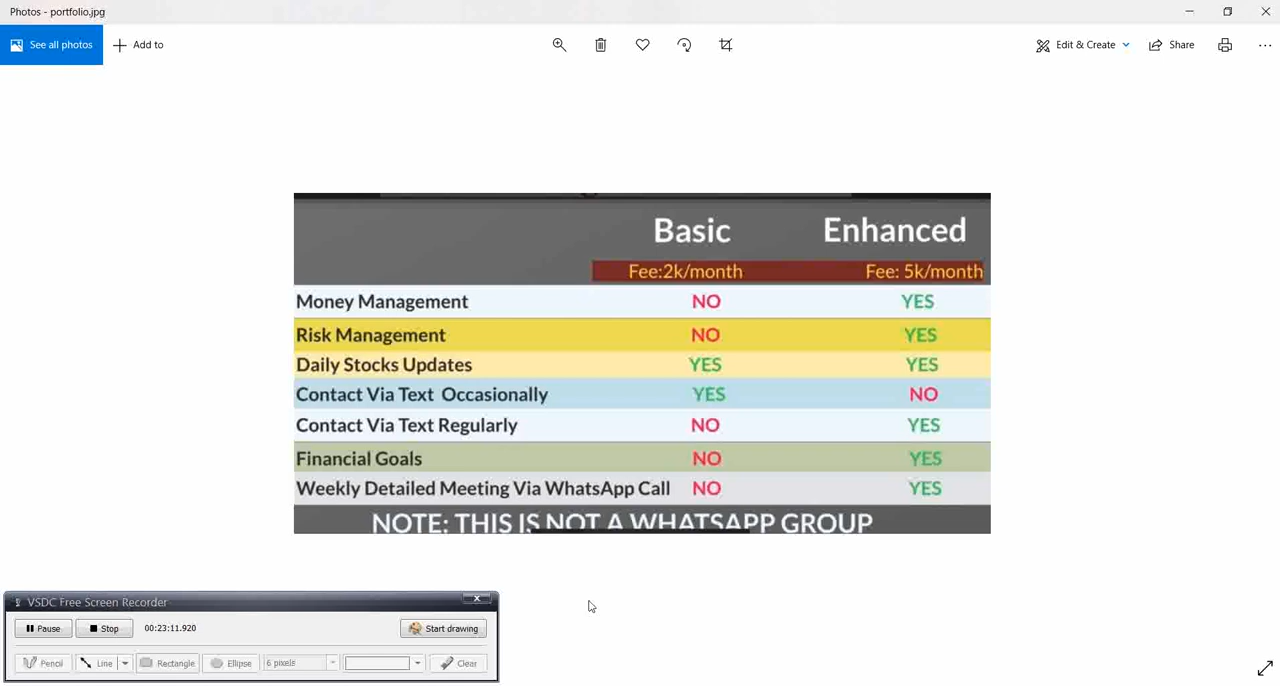 Photos - portfolio.jpg
See all photos
Add to
Edit & Create
Share
Basic Enhanced
Fee:2k/month Fee: 5k/month
Money Management NO YES
Risk Management NO YES
Daily Stocks Updates YES YES
Contact Via Text Occasionally YES NO
Contact Via Text Regularly NO YES
Financial Goals NO YES
Weekly Detailed Meeting Via WhatsApp Call NO YES
NOTE: THIS IS NOT A WHATSAPP GROUP
VSDC Free Screen Recorder
Pause Stop 00:23:11.920 Start drawing
Pencil Line Rectangle Ellipse 6 pixels Clear